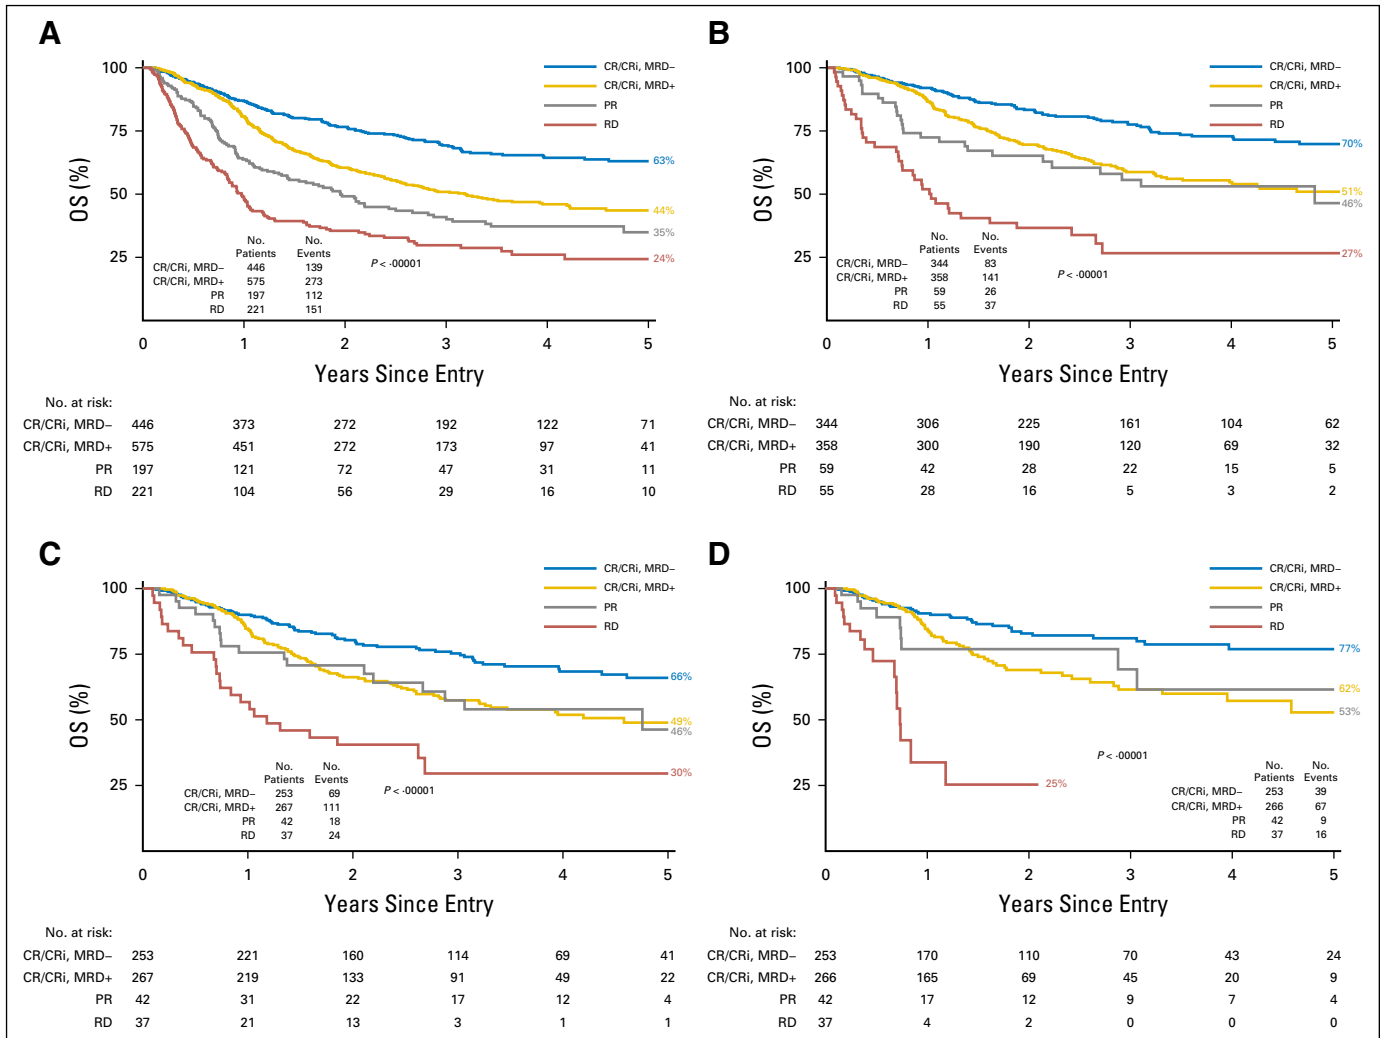 A
OS (%)
100
75
50
25
CR/CRi, MRD–
CR/CRi, MRD+
PR
RD
63%
44%
35%
24%
No. Patients No. Events
CR/CRi, MRD– 446 139
CR/CRi, MRD+ 575 273
PR 197 112
RD 221 151
P < ·00001
0 1 2 3 4 5
Years Since Entry
No. at risk:
CR/CRi, MRD– 446 373 272 192 122 71
CR/CRi, MRD+ 575 451 272 173 97 41
PR 197 121 72 47 31 11
RD 221 104 56 29 16 10
B
OS (%)
100
75
50
25
CR/CRi, MRD–
CR/CRi, MRD+
PR
RD
70%
51%
46%
27%
No. Patients No. Events
CR/CRi, MRD– 344 83
CR/CRi, MRD+ 358 141
PR 59 26
RD 55 37
P < ·00001
0 1 2 3 4 5
Years Since Entry
No. at risk:
CR/CRi, MRD– 344 306 225 161 104 62
CR/CRi, MRD+ 358 300 190 120 69 32
PR 59 42 28 22 15 5
RD 55 28 16 5 3 2
C
OS (%)
100
75
50
25
CR/CRi, MRD–
CR/CRi, MRD+
PR
RD
66%
49%
46%
30%
No. Patients No. Events
CR/CRi, MRD– 253 69
CR/CRi, MRD+ 267 111
PR 42 18
RD 37 24
P < ·00001
0 1 2 3 4 5
Years Since Entry
No. at risk:
CR/CRi, MRD– 253 221 160 114 69 41
CR/CRi, MRD+ 267 219 133 91 49 22
PR 42 31 22 17 12 4
RD 37 21 13 3 1 1
D
OS (%)
100
75
50
25
CR/CRi, MRD–
CR/CRi, MRD+
PR
RD
77%
62%
53%
25%
P < ·00001
No. Patients No. Events
CR/CRi, MRD– 253 39
CR/CRi, MRD+ 266 67
PR 42 9
RD 37 16
0 1 2 3 4 5
Years Since Entry
No. at risk:
CR/CRi, MRD– 253 170 110 70 43 24
CR/CRi, MRD+ 266 165 69 45 20 9
PR 42 17 12 9 7 4
RD 37 4 2 0 0 0